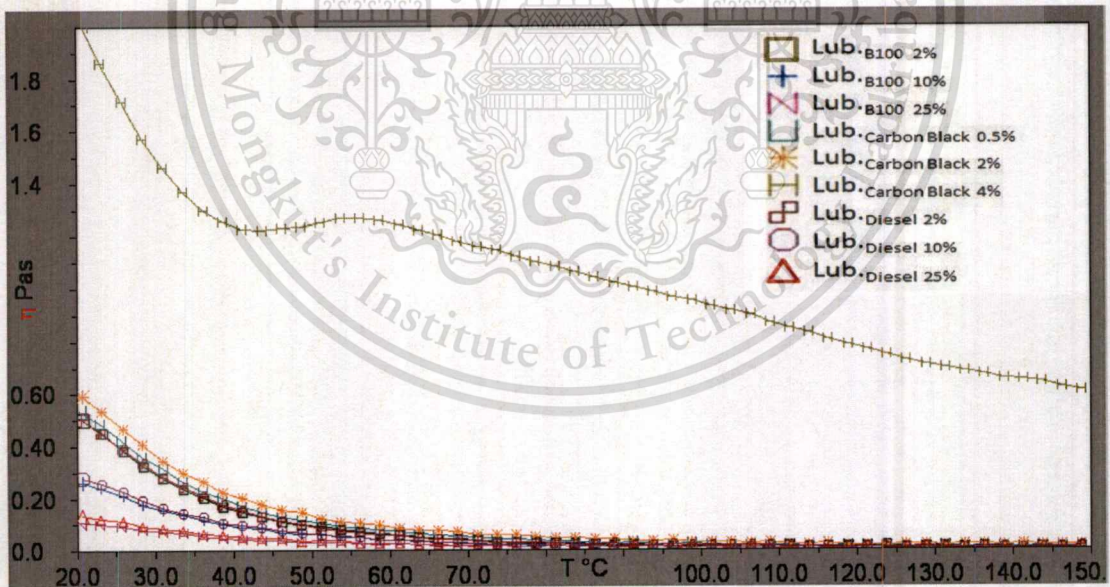 Lub.B100 2%
Lub.B100 10%
Lub.B100 25%
Lub.Carbon Black 0.5%
Lub.Carbon Black 2%
Lub.Carbon Black 4%
Lub.Diesel 2%
Lub.Diesel 10%
Lub.Diesel 25%
1.8
1.6
1.4
η Pas
0.60
0.40
0.20
0.0
20.0 30.0 40.0 50.0 60.0 70.0 T °C 100.0 110.0 120.0 130.0 150.
Mongkut's Institute of Technology